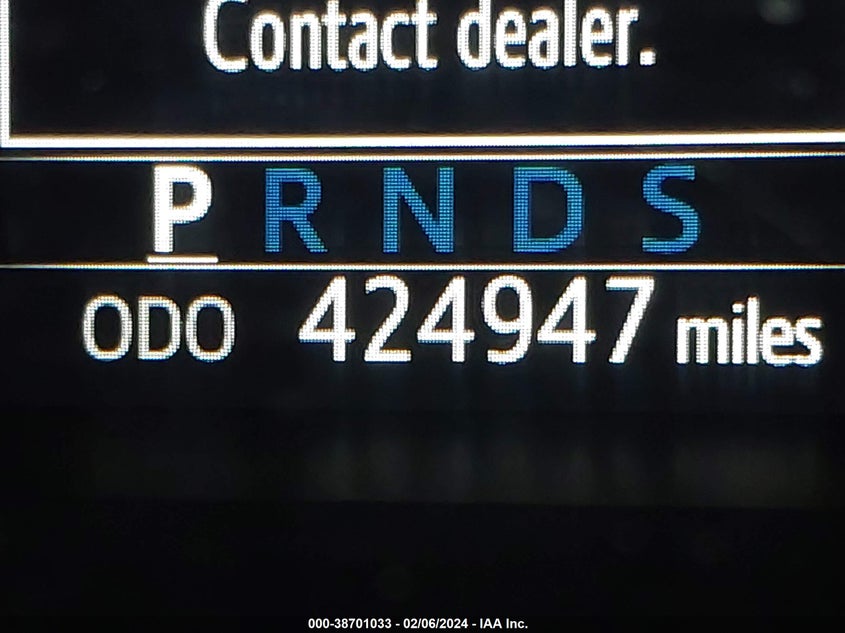 Contact dealer.
P R N D S
ODO 424947 miles
000-38701033 - 02/06/2024 - IAA Inc.